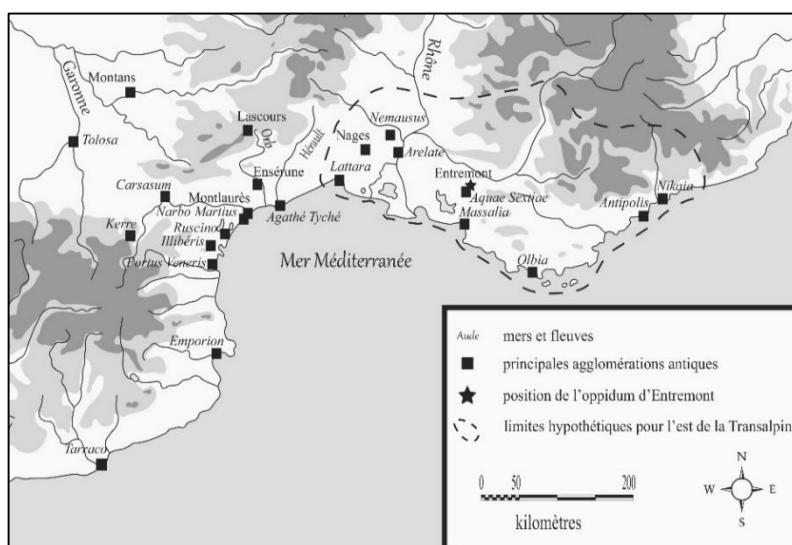 Garonne
Rhône
Montans
Tolosa
Lascours
Orb
Hérault
Nages
Nemausus
Arelate
Ensérune
Lattara
Entremont
Aquae Sextiae
Massalia
Carsasum
Montlaurès
Narbo Martius
Agathé Tyché
Ruscino
Illibéris
Kerre
Portus Veneris
Antipolis
Nikaia
Olbia
Mer Méditerranée
Emporion
Tarraco
Aude mers et fleuves
principales agglomérations antiques
position de l'oppidum d'Entremont
limites hypothétiques pour l'est de la Transalpin
0 50 200
kilomètres
N
W E
S